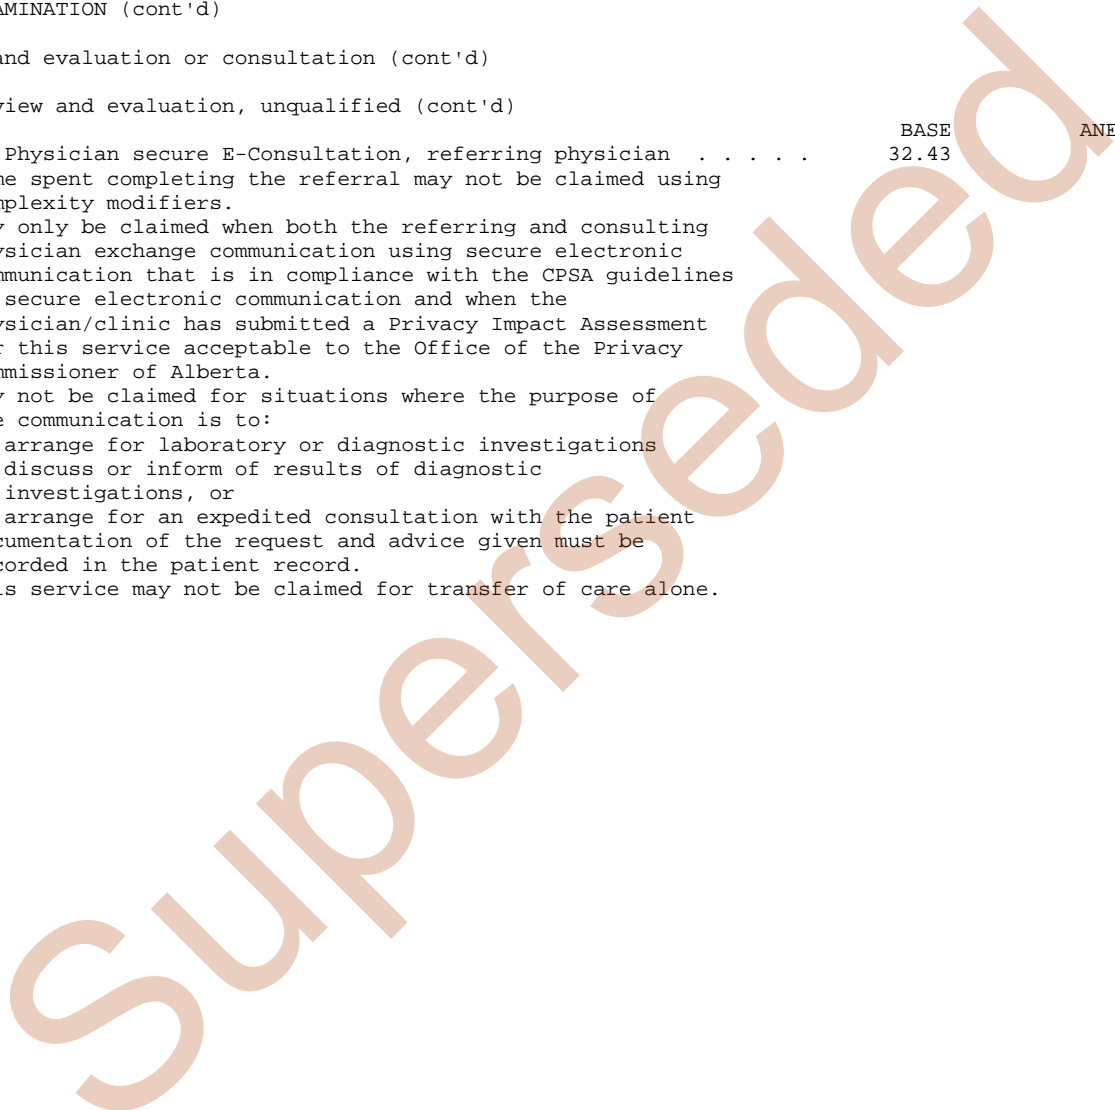 AMINATION (cont'd)
and evaluation or consultation (cont'd)
view and evaluation, unqualified (cont'd)
BASE ANE
Physician secure E-Consultation, referring physician . . . . . 32.43
me spent completing the referral may not be claimed using
mplexity modifiers.
y only be claimed when both the referring and consulting
ysician exchange communication using secure electronic
mmunication that is in compliance with the CPSA guidelines
secure electronic communication and when the
ysician/clinic has submitted a Privacy Impact Assessment
r this service acceptable to the Office of the Privacy
mmissioner of Alberta.
y not be claimed for situations where the purpose of
e communication is to:
arrange for laboratory or diagnostic investigations
discuss or inform of results of diagnostic
investigations, or
arrange for an expedited consultation with the patient
cumentation of the request and advice given must be
corded in the patient record.
is service may not be claimed for transfer of care alone.
Superseded